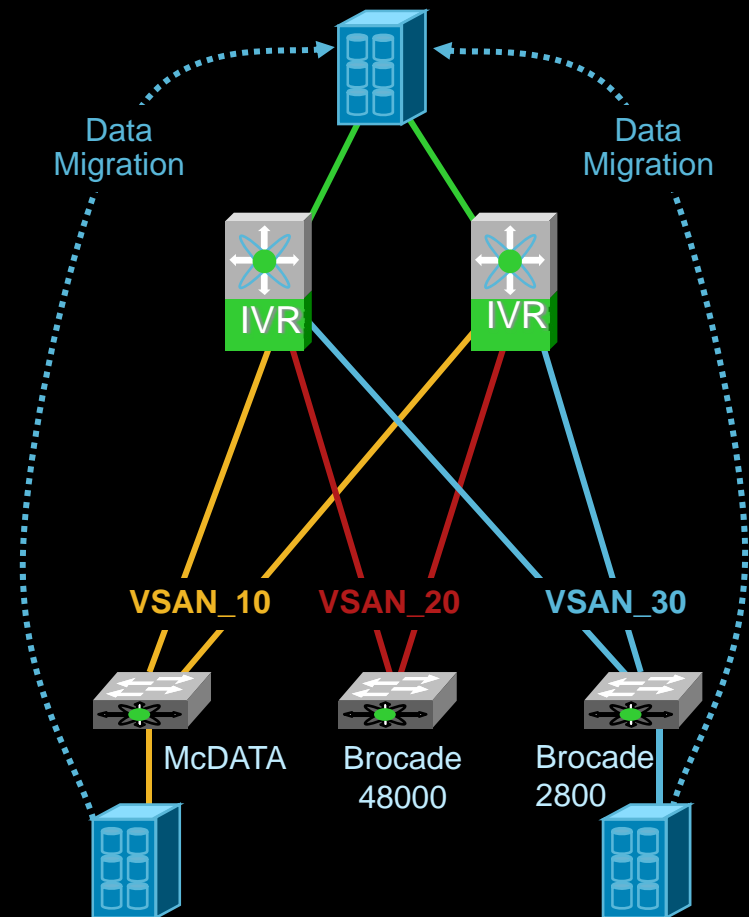 Data
Migration
Data
Migration
IVR
IVR
VSAN_10
VSAN_20
VSAN_30
McDATA
Brocade
48000
Brocade
2800